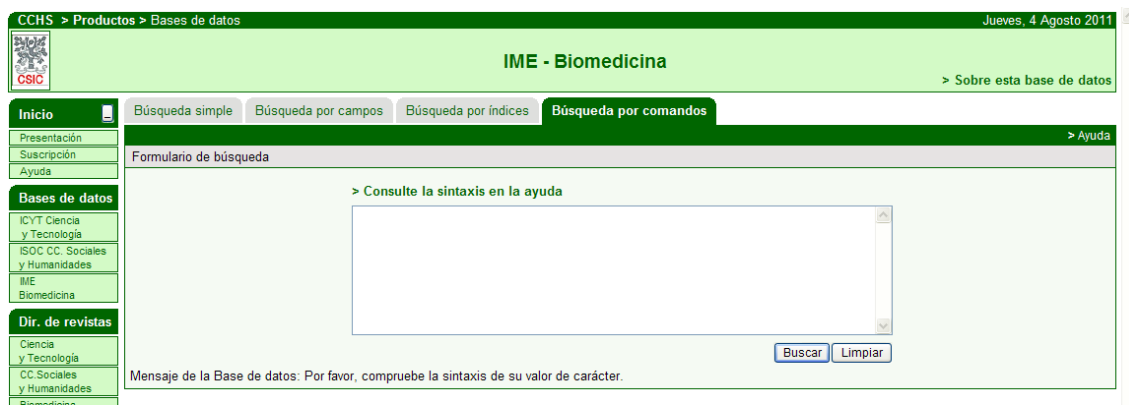 CCHS > Productos > Bases de datos
Jueves, 4 Agosto 2011
CSIC
IME - Biomedicina
> Sobre esta base de datos
Inicio
Presentación
Suscripción
Ayuda
Bases de datos
ICYT Ciencia
y Tecnología
ISOC CC. Sociales
y Humanidades
IME
Biomedicina
Dir. de revistas
Ciencia
y Tecnología
CC.Sociales
y Humanidades
Biomedicina
Búsqueda simple
Búsqueda por campos
Búsqueda por índices
Búsqueda por comandos
> Ayuda
Formulario de búsqueda
> Consulte la sintaxis en la ayuda
Buscar
Limpiar
Mensaje de la Base de datos: Por favor, compruebe la sintaxis de su valor de carácter.